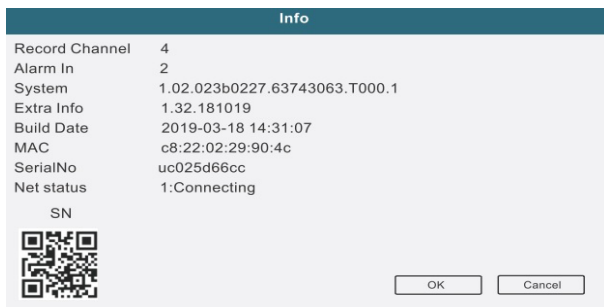 Info
Record Channel 4
Alarm In 2
System 1.02.023b0227.63743063.T000.1
Extra Info 1.32.181019
Build Date 2019-03-18 14:31:07
MAC c8:22:02:29:90:4c
SerialNo uc025d66cc
Net status 1:Connecting
SN
OK Cancel